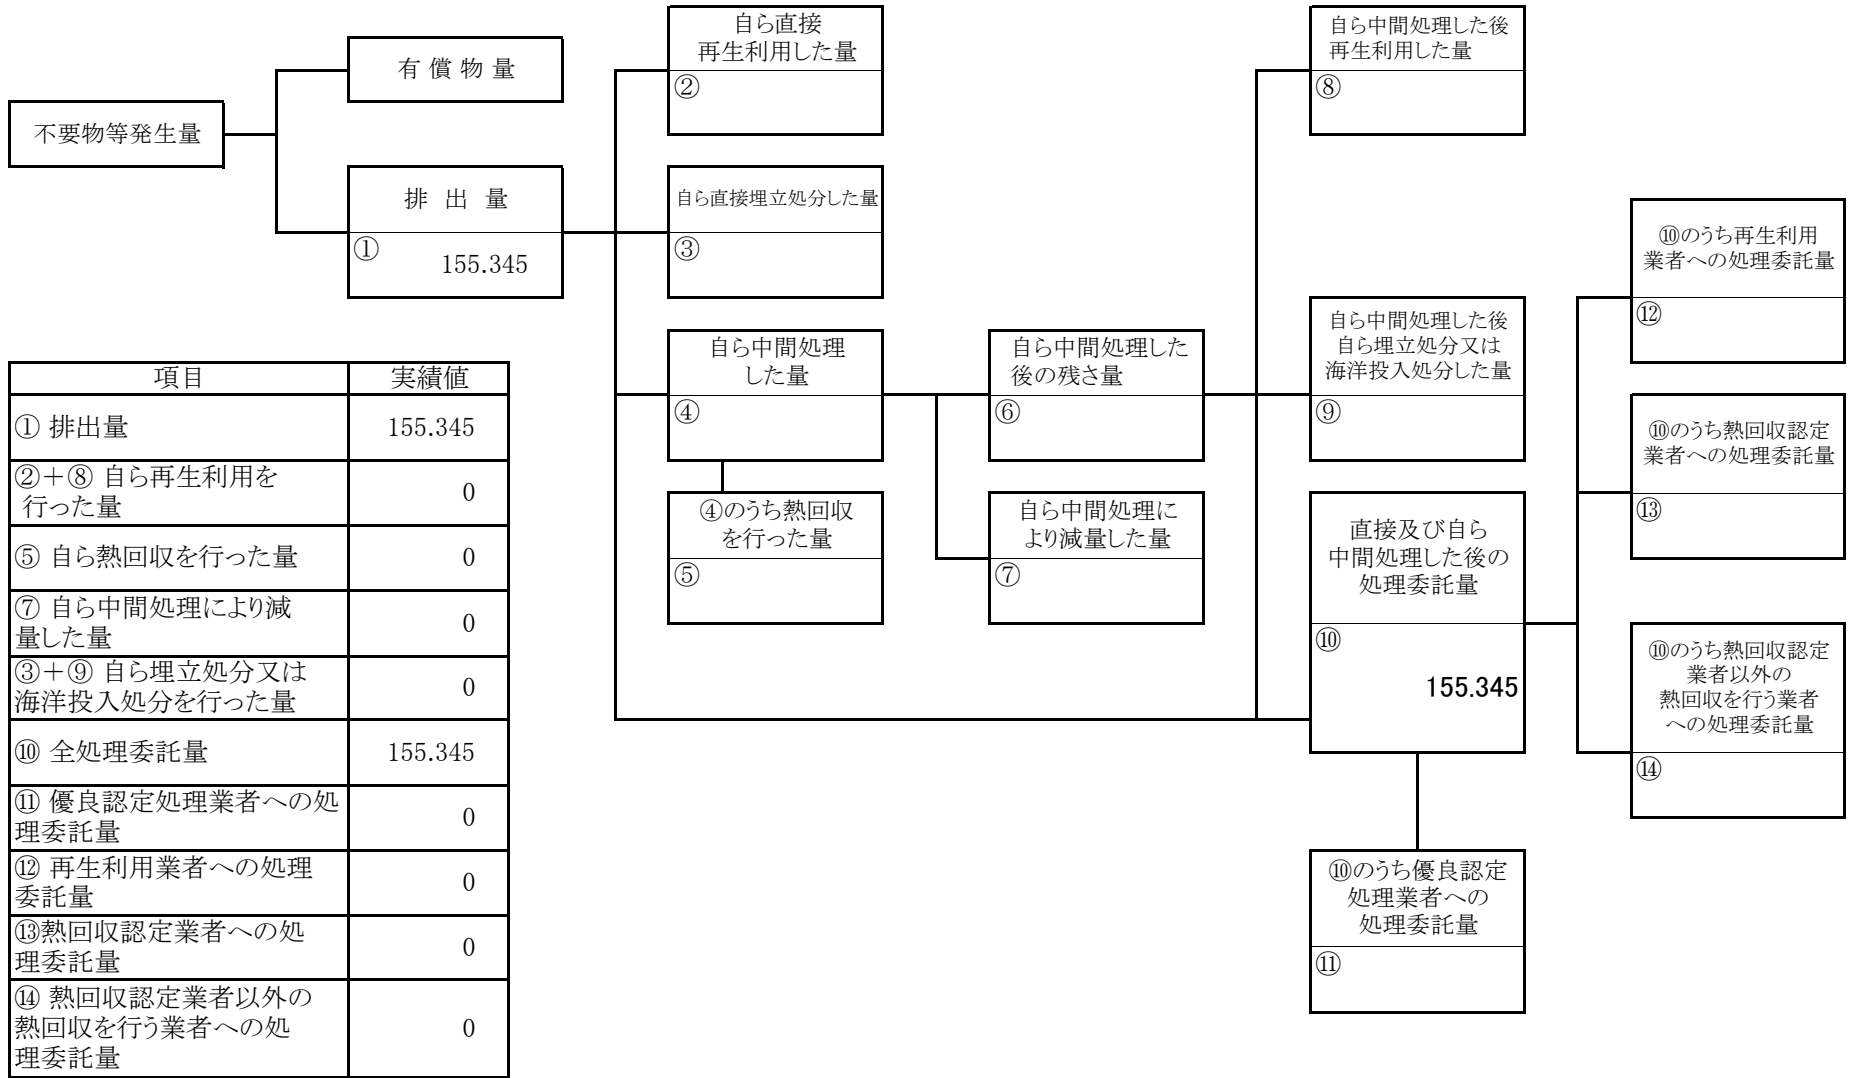 不要物等発生量
有 償 物 量
排 出 量
①
155.345
自ら直接
再生利用した量
②
自ら直接埋立処分した量
③
自ら中間処理
した量
④
④のうち熱回収
を行った量
⑤
自ら中間処理した
後の残さ量
⑥
自ら中間処理に
より減量した量
⑦
自ら中間処理した後
再生利用した量
⑧
自ら中間処理した後
自ら埋立処分又は
海洋投入処分した量
⑨
直接及び自ら
中間処理した後の
処理委託量
⑩
155.345
⑩のうち優良認定
処理業者への
処理委託量
⑪
⑩のうち再生利用
業者への処理委託量
⑫
⑩のうち熱回収認定
業者への処理委託量
⑬
⑩のうち熱回収認定
業者以外の
熱回収を行う業者
への処理委託量
⑭
項目 実績値
① 排出量 155.345
②+⑧ 自ら再生利用を
行った量 0
⑤ 自ら熱回収を行った量 0
⑦ 自ら中間処理により減
量した量 0
③+⑨ 自ら埋立処分又は
海洋投入処分を行った量 0
⑩ 全処理委託量 155.345
⑪ 優良認定処理業者への処
理委託量 0
⑫ 再生利用業者への処理
委託量 0
⑬熱回収認定業者への処
理委託量 0
⑭ 熱回収認定業者以外の
熱回収を行う業者への処
理委託量 0